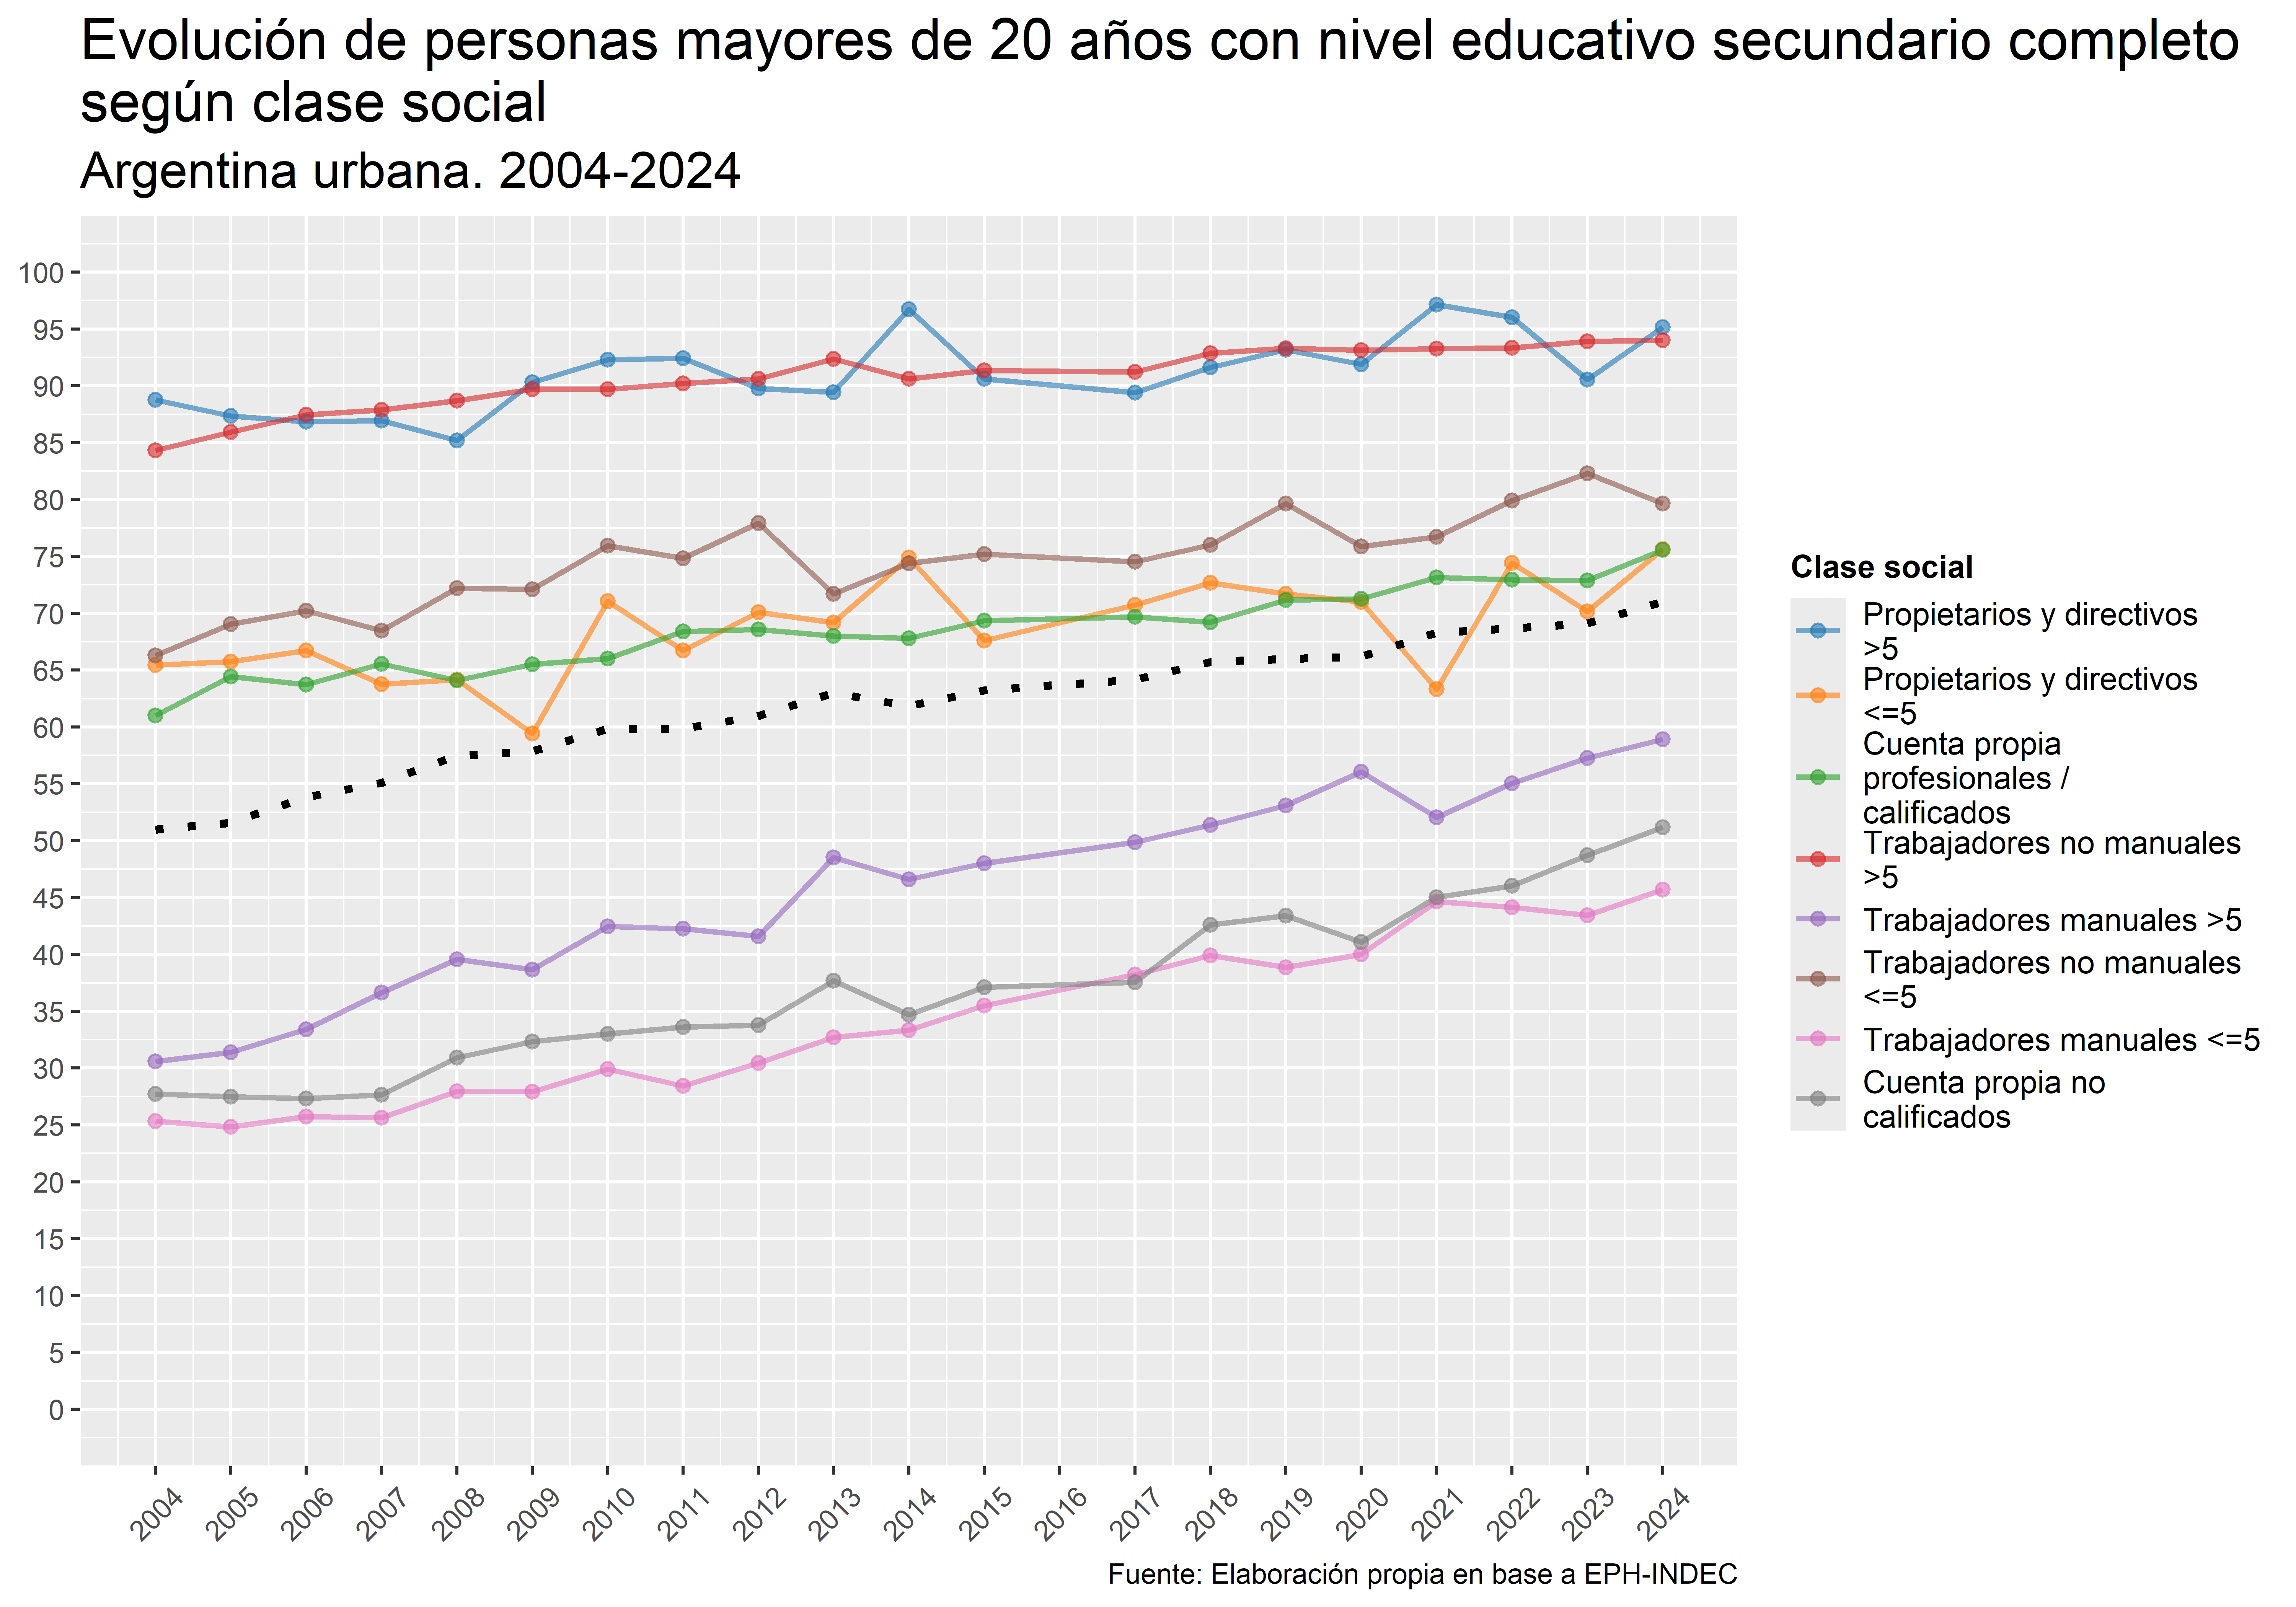 Evolución de personas mayores de 20 años con nivel educativo secundario completo
según clase social
Argentina urbana. 2004-2024
100
95
90
85
80
75
70
65
60
55
50
45
40
35
30
25
20
15
10
5
0
2004
2005
2006
2007
2008
2009
2010
2011
2012
2013
2014
2015
2016
2017
2018
2019
2020
2021
2022
2023
2024
Clase social
Propietarios y directivos
>5
Propietarios y directivos
<=5
Cuenta propia
profesionales /
calificados
Trabajadores no manuales
>5
Trabajadores manuales >5
Trabajadores no manuales
<=5
Trabajadores manuales <=5
Cuenta propia no
calificados
Fuente: Elaboración propia en base a EPH-INDEC